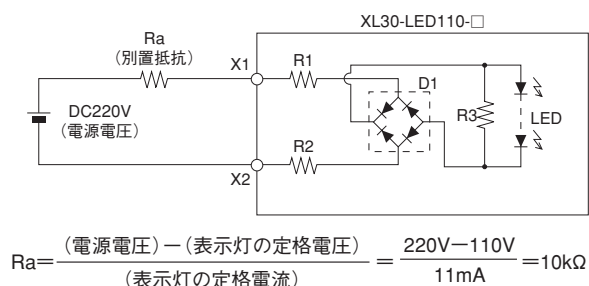 XL30-LED110-□
Ra
(別置抵抗)
X1
R1
D1
DC220V
(電源電圧)
R3
LED
R2
X2
Ra=(電源電圧)−(表示灯の定格電圧)/(表示灯の定格電流)=220V−110V/11mA=10kΩ